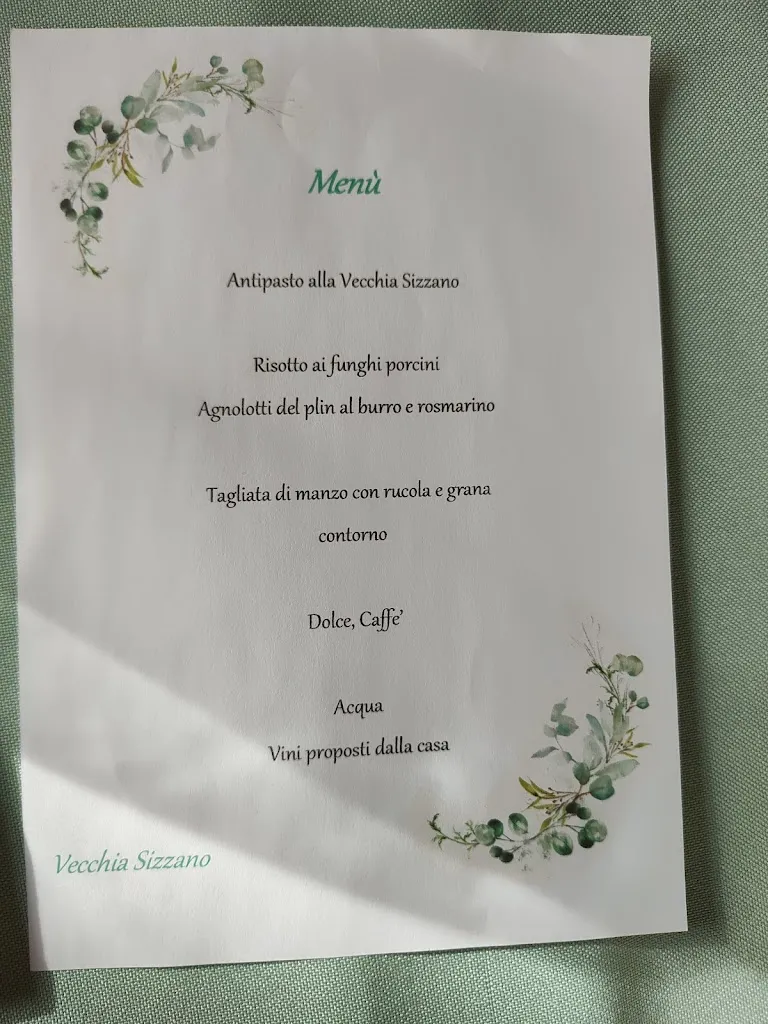 Menù
Antipasto alla Vecchia Sizzano
Risotto ai funghi porcini
Agnolotti del plin al burro e rosmarino
Tagliata di manzo con rucola e grana
contorno
Dolce, Caffe’
Acqua
Vini proposti dalla casa
Vecchia Sizzano